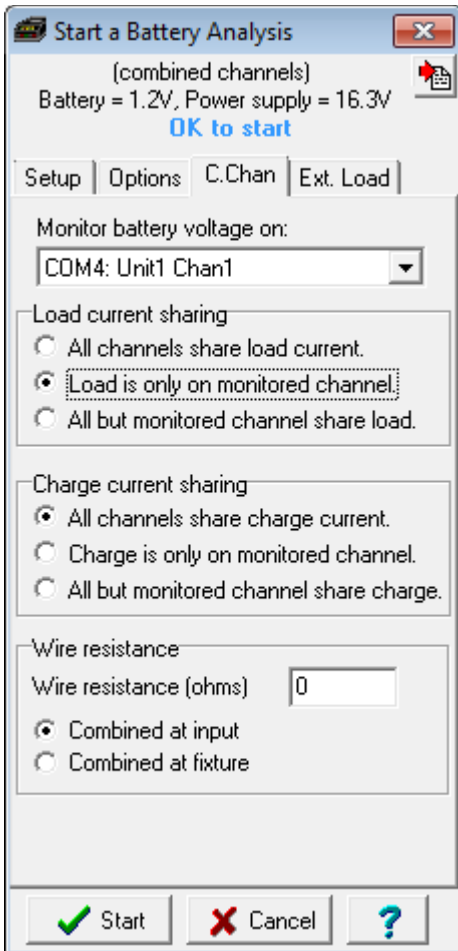 Start a Battery Analysis
(combined channels)
Battery = 1.2V, Power supply = 16.3V
OK to start
Setup Options C.Chan Ext. Load
Monitor battery voltage on:
COM4: Unit1 Chan1
Load current sharing
All channels share load current.
Load is only on monitored channel.
All but monitored channel share load.
Charge current sharing
All channels share charge current.
Charge is only on monitored channel.
All but monitored channel share charge.
Wire resistance
Wire resistance (ohms) 0
Combined at input
Combined at fixture
Start Cancel ?